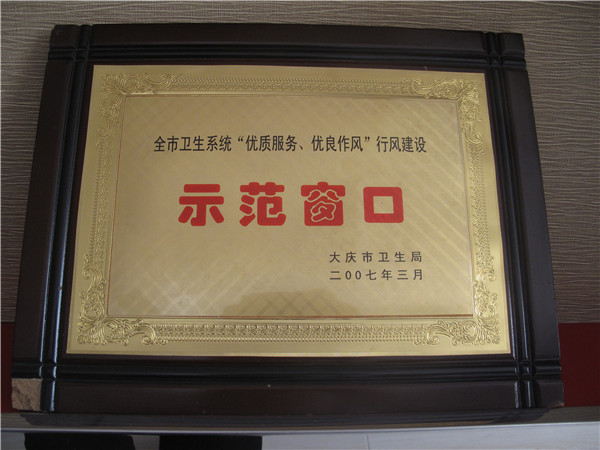 全市卫生系统“优质服务、优良作风”行风建设
示范窗口
大庆市卫生局
二00七年三月